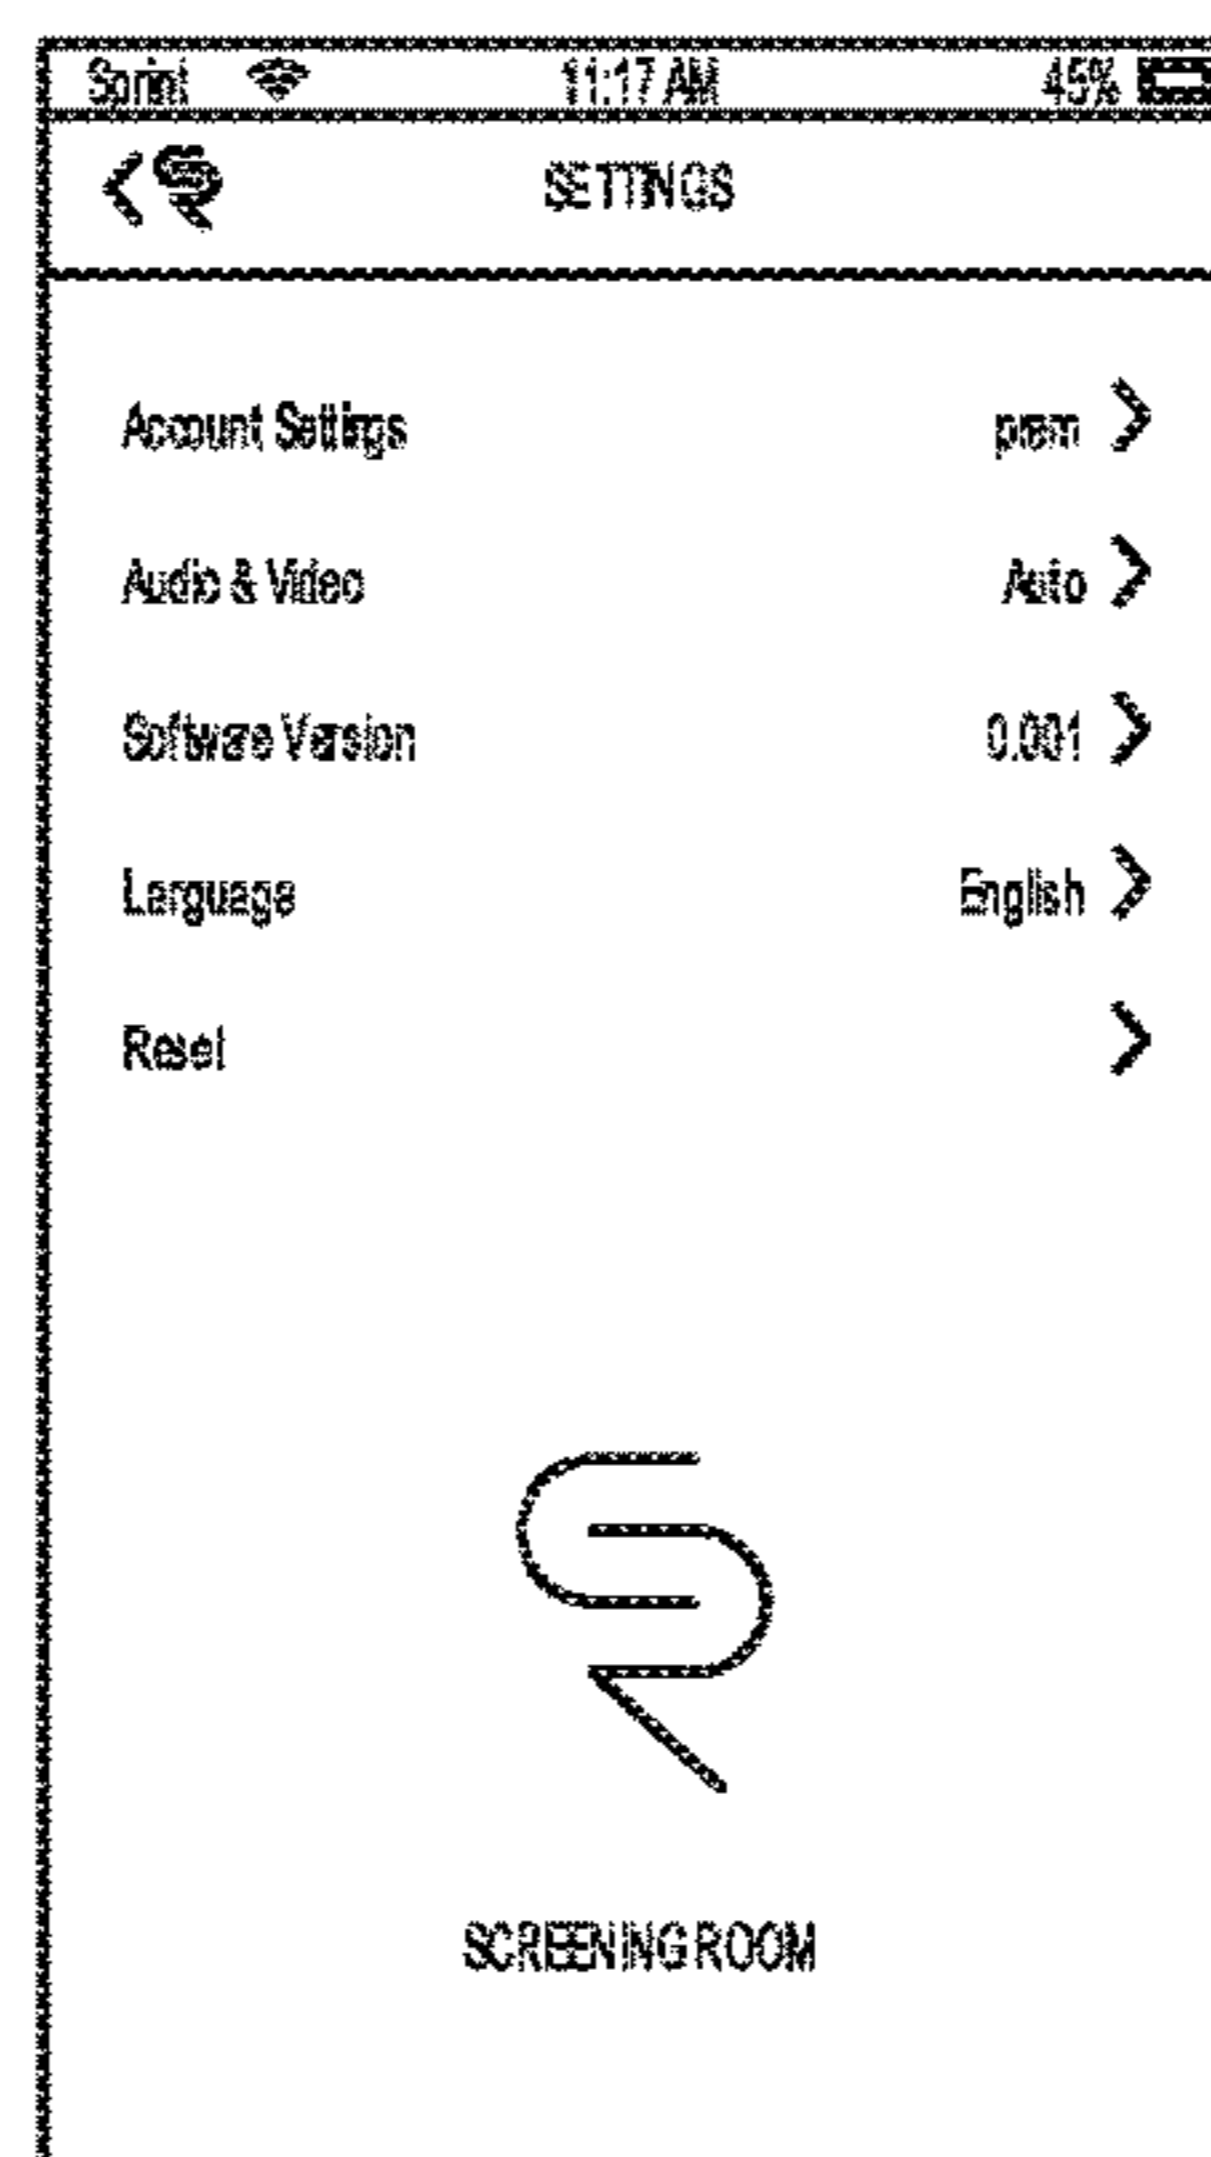 Sprint 11:17 AM 45%
SETTINGS
Account Settings prem
Audio & Video Auto
Software Version 0.001
Language English
Reset
SCREENING ROOM